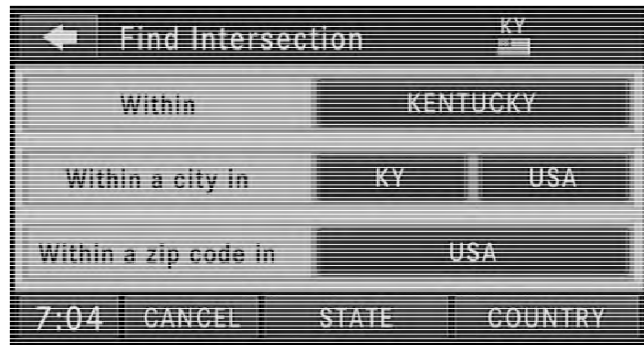 Find Intersection KY
Within KENTUCKY
Within a city in KY USA
Within a zip code in USA
7:04 CANCEL STATE COUNTRY